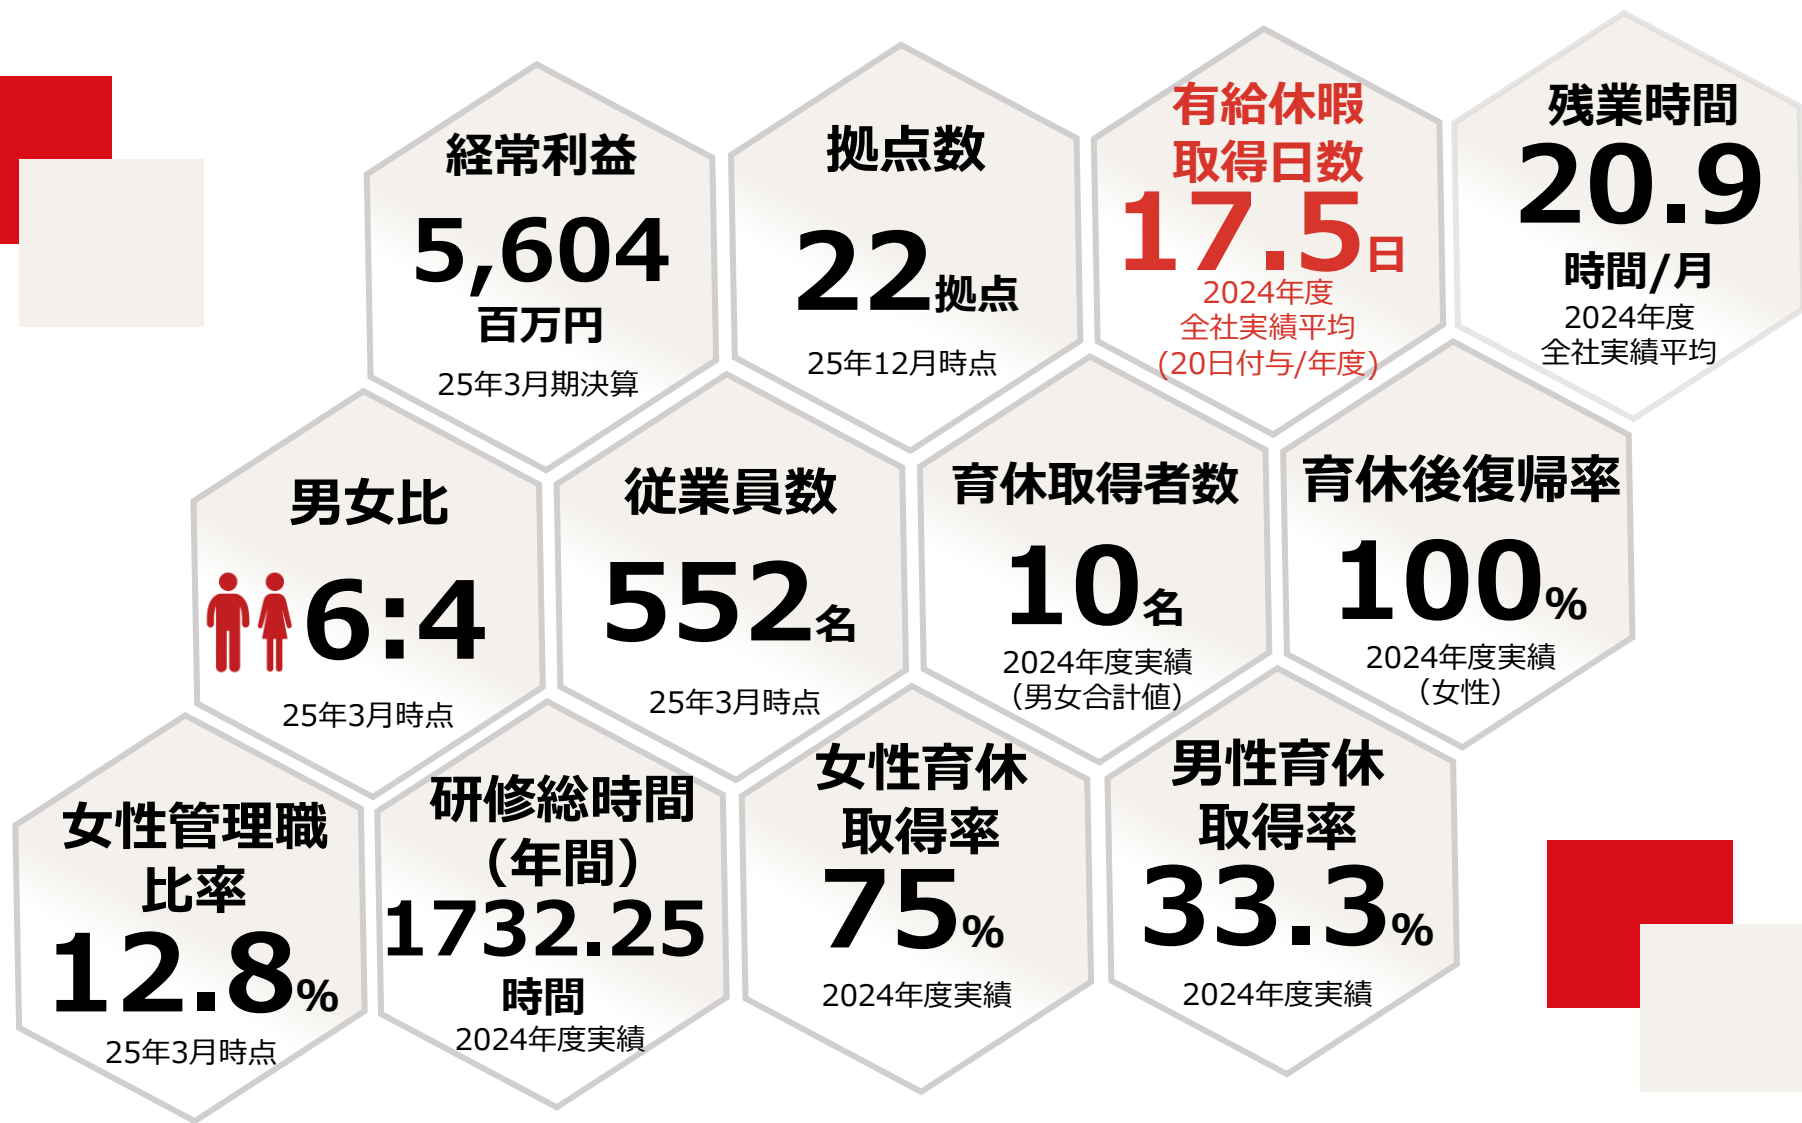 経常利益
5,604
百万円
25年3月期決算
拠点数
22拠点
25年12月時点
有給休暇
取得日数
17.5日
2024年度
全社実績平均
(20日付与/年度)
残業時間
20.9
時間/月
2024年度
全社実績平均
男女比
6:4
25年3月時点
従業員数
552名
25年3月時点
育休取得者数
10名
2024年度実績
（男女合計値）
育休後復帰率
100%
2024年度実績
（女性）
女性管理職
比率
12.8%
25年3月時点
研修総時間
（年間）
1732.25
時間
2024年度実績
女性育休
取得率
75%
2024年度実績
男性育休
取得率
33.3%
2024年度実績